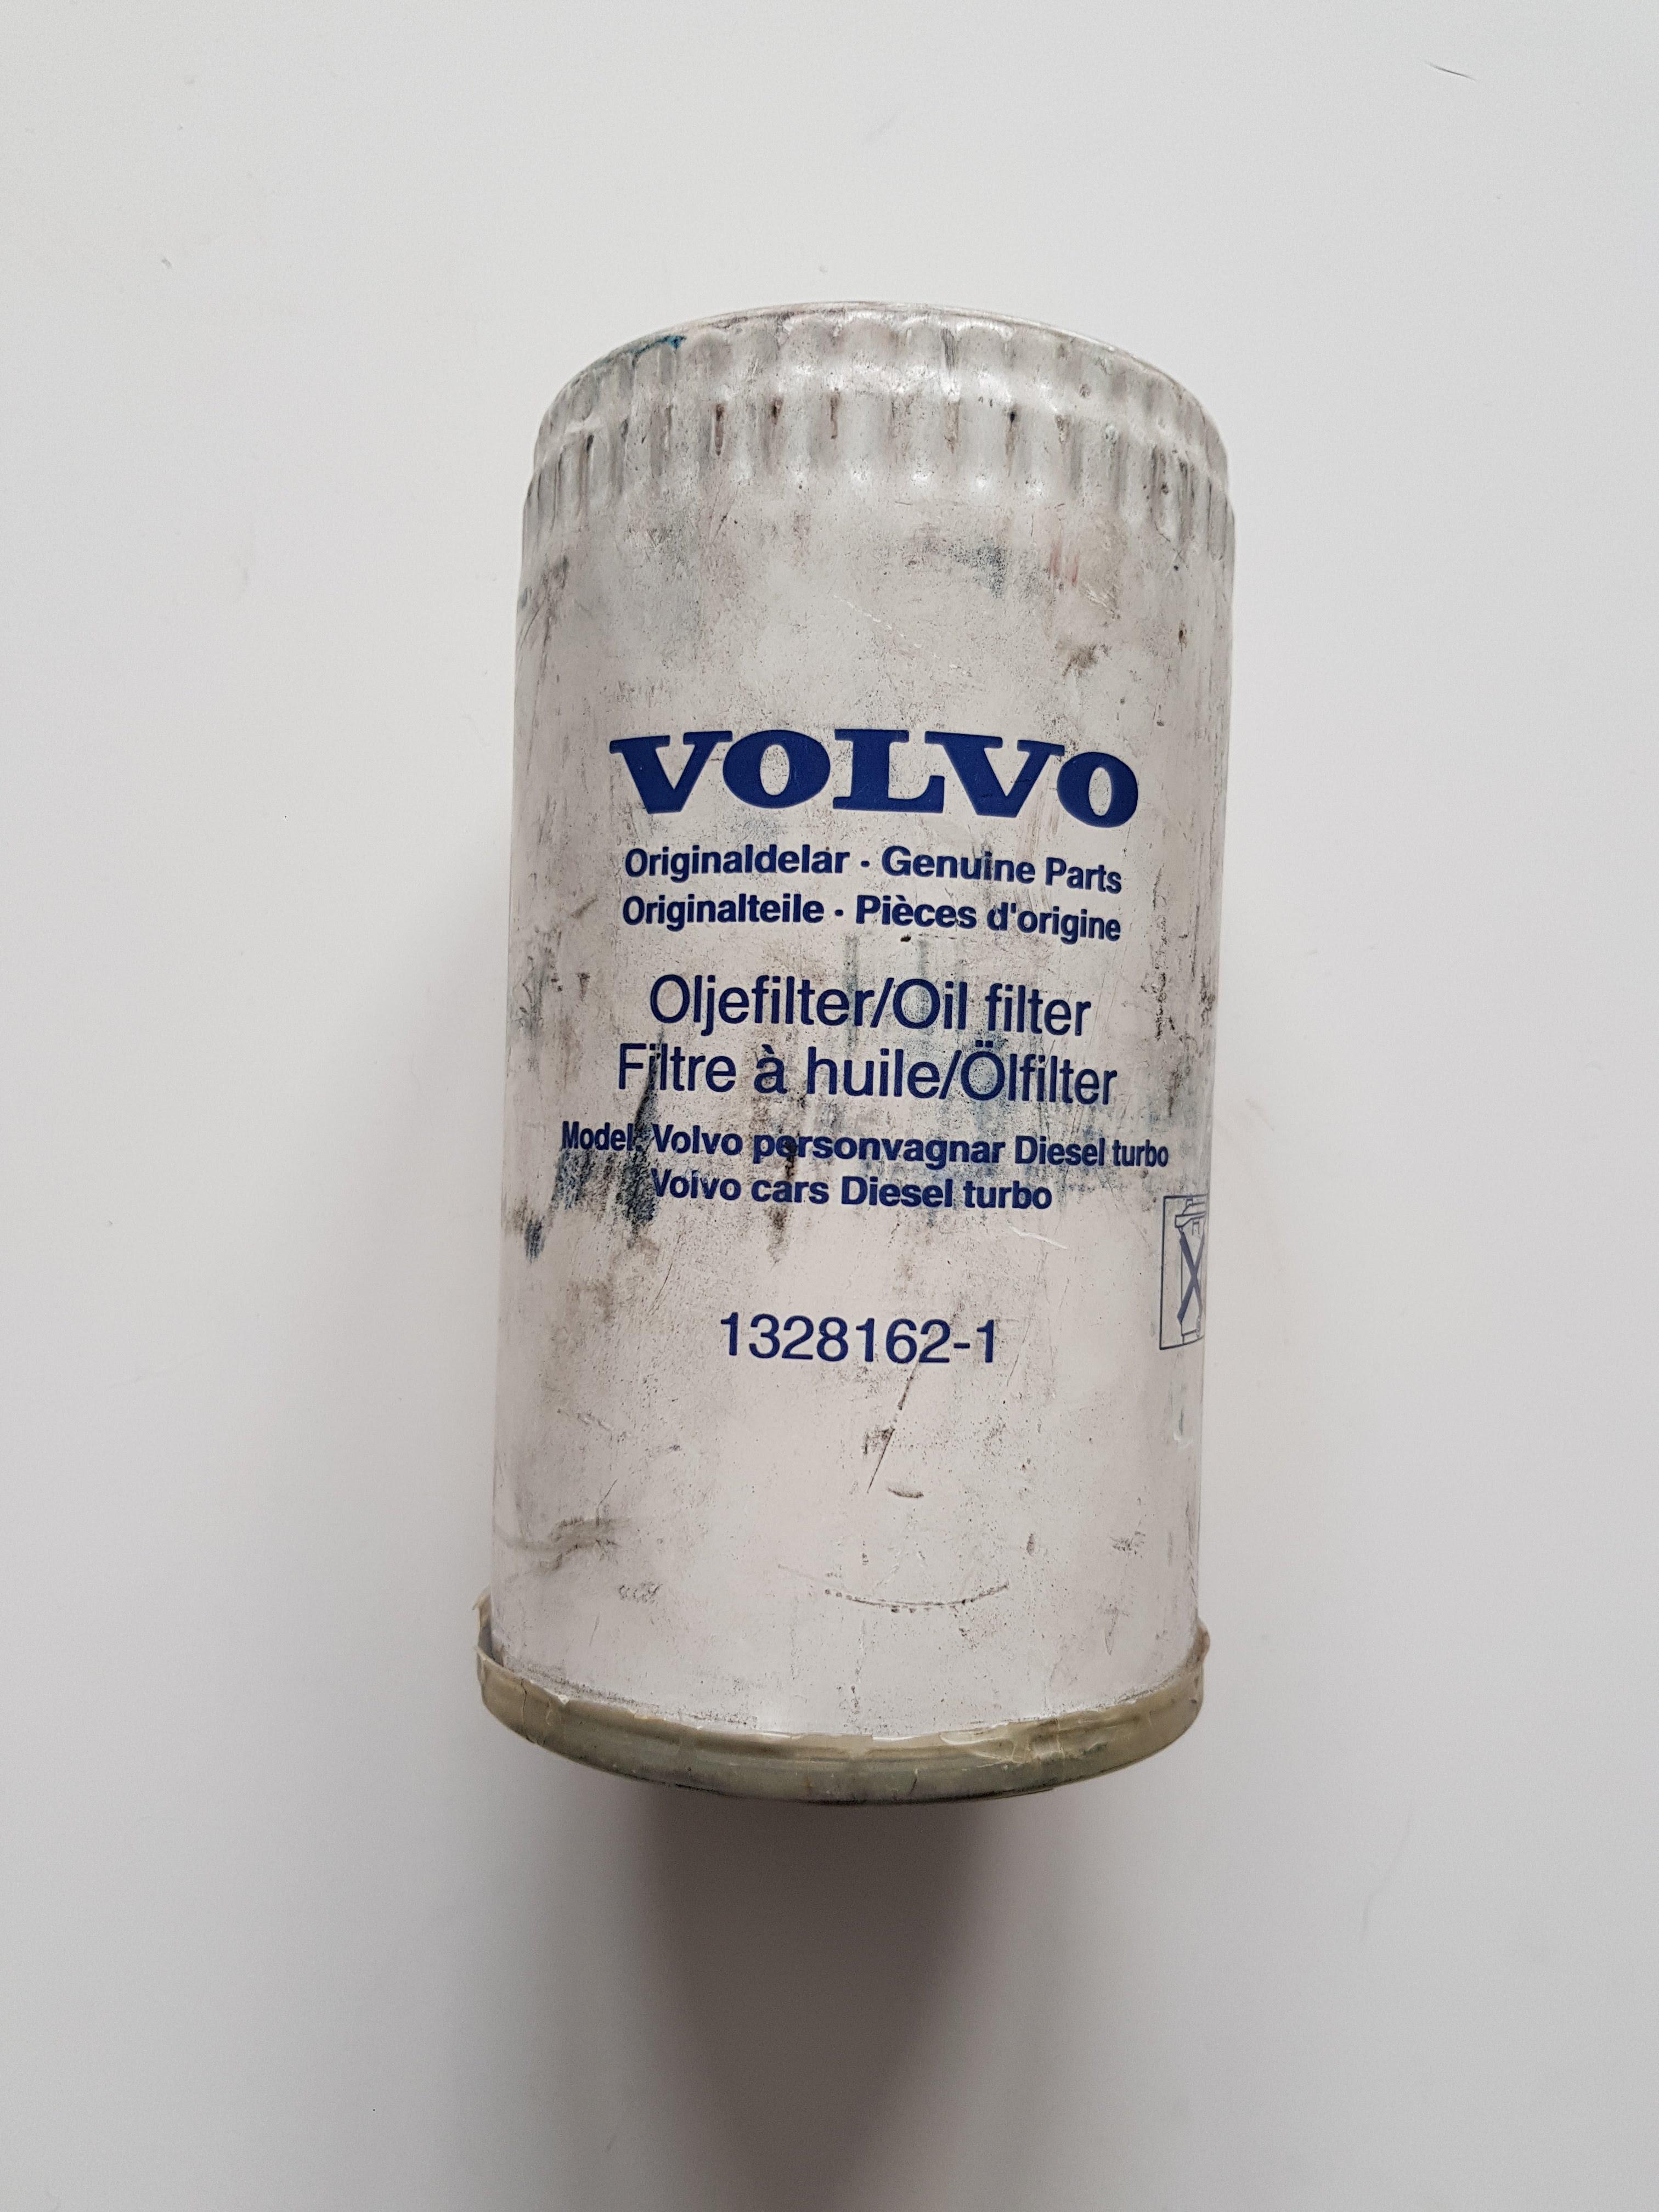 VOLVO
Originaldelar · Genuine Parts
Originalteile · Pièces d'origine
Oljefilter/Oil filter
Filtre à huile/Ölfilter
Model: Volvo personvagnar Diesel turbo
Volvo cars Diesel turbo
1328162-1